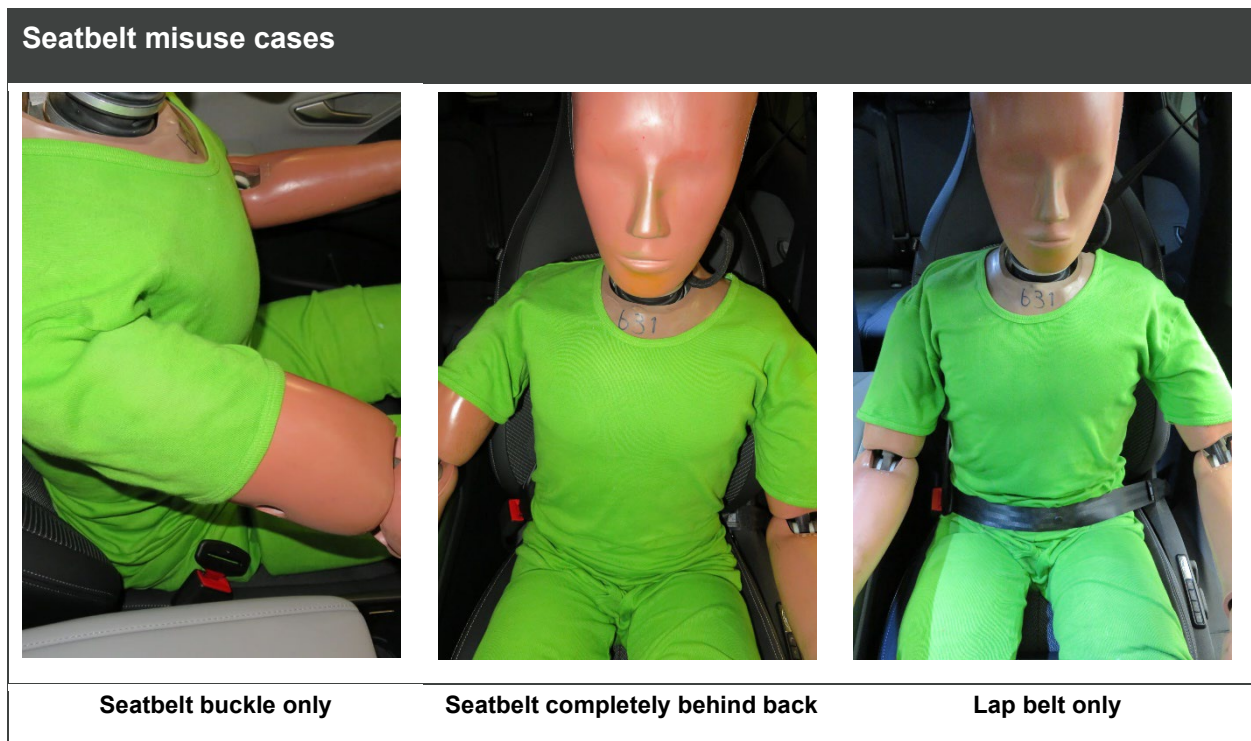 Seatbelt misuse cases
631
631
Seatbelt buckle only
Seatbelt completely behind back
Lap belt only